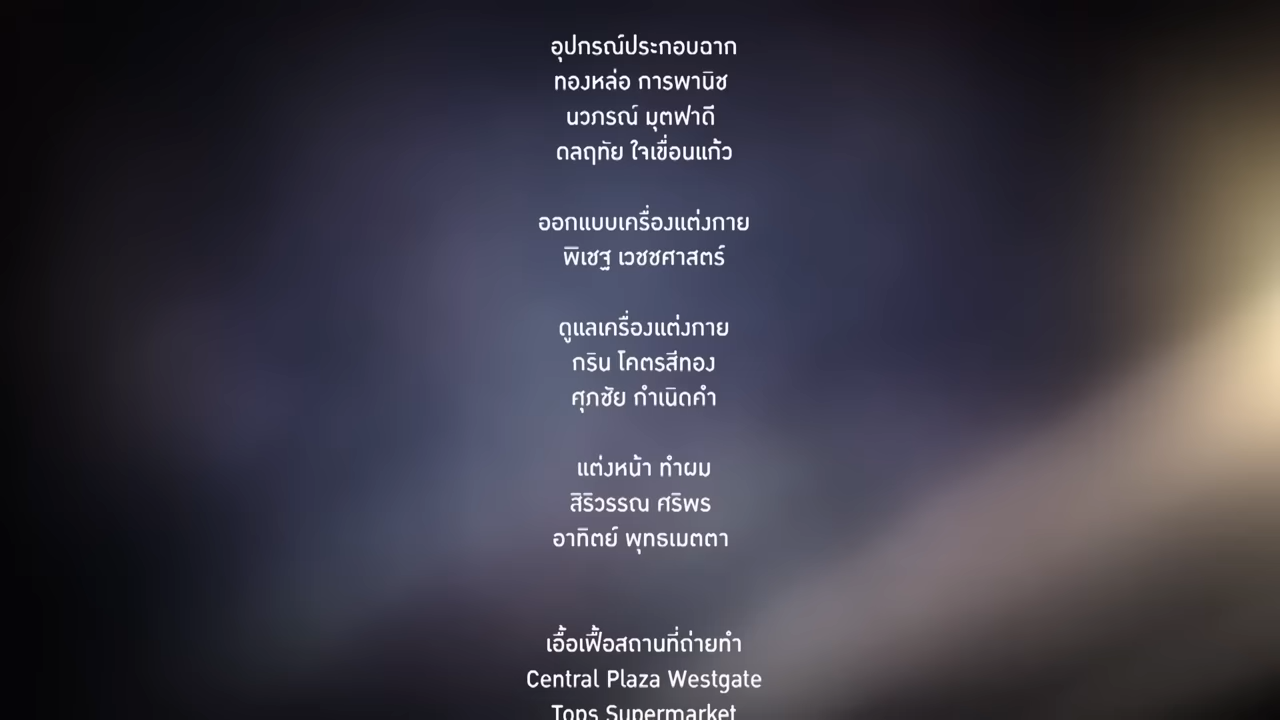 อุปกรณ์ประกอบฉาก
ทองหล่อ การพานิช
นวภรณ์ มุตฟาดี
ดลฤทัย ใจเขื่อนแก้ว
ออกแบบเครื่องแต่งกาย
พิเชฐ เวชชศาสตร์
ดูแลเครื่องแต่งกาย
กริน โคตรสีทอง
ศุภชัย กำเนิดคำ
แต่งหน้า ทำผม
สิริวรรณ ศริพร
อาทิตย์ พุทธเมตตา
เอื้อเฟื้อสถานที่ถ่ายทำ
Central Plaza Westgate
Tops Supermarket